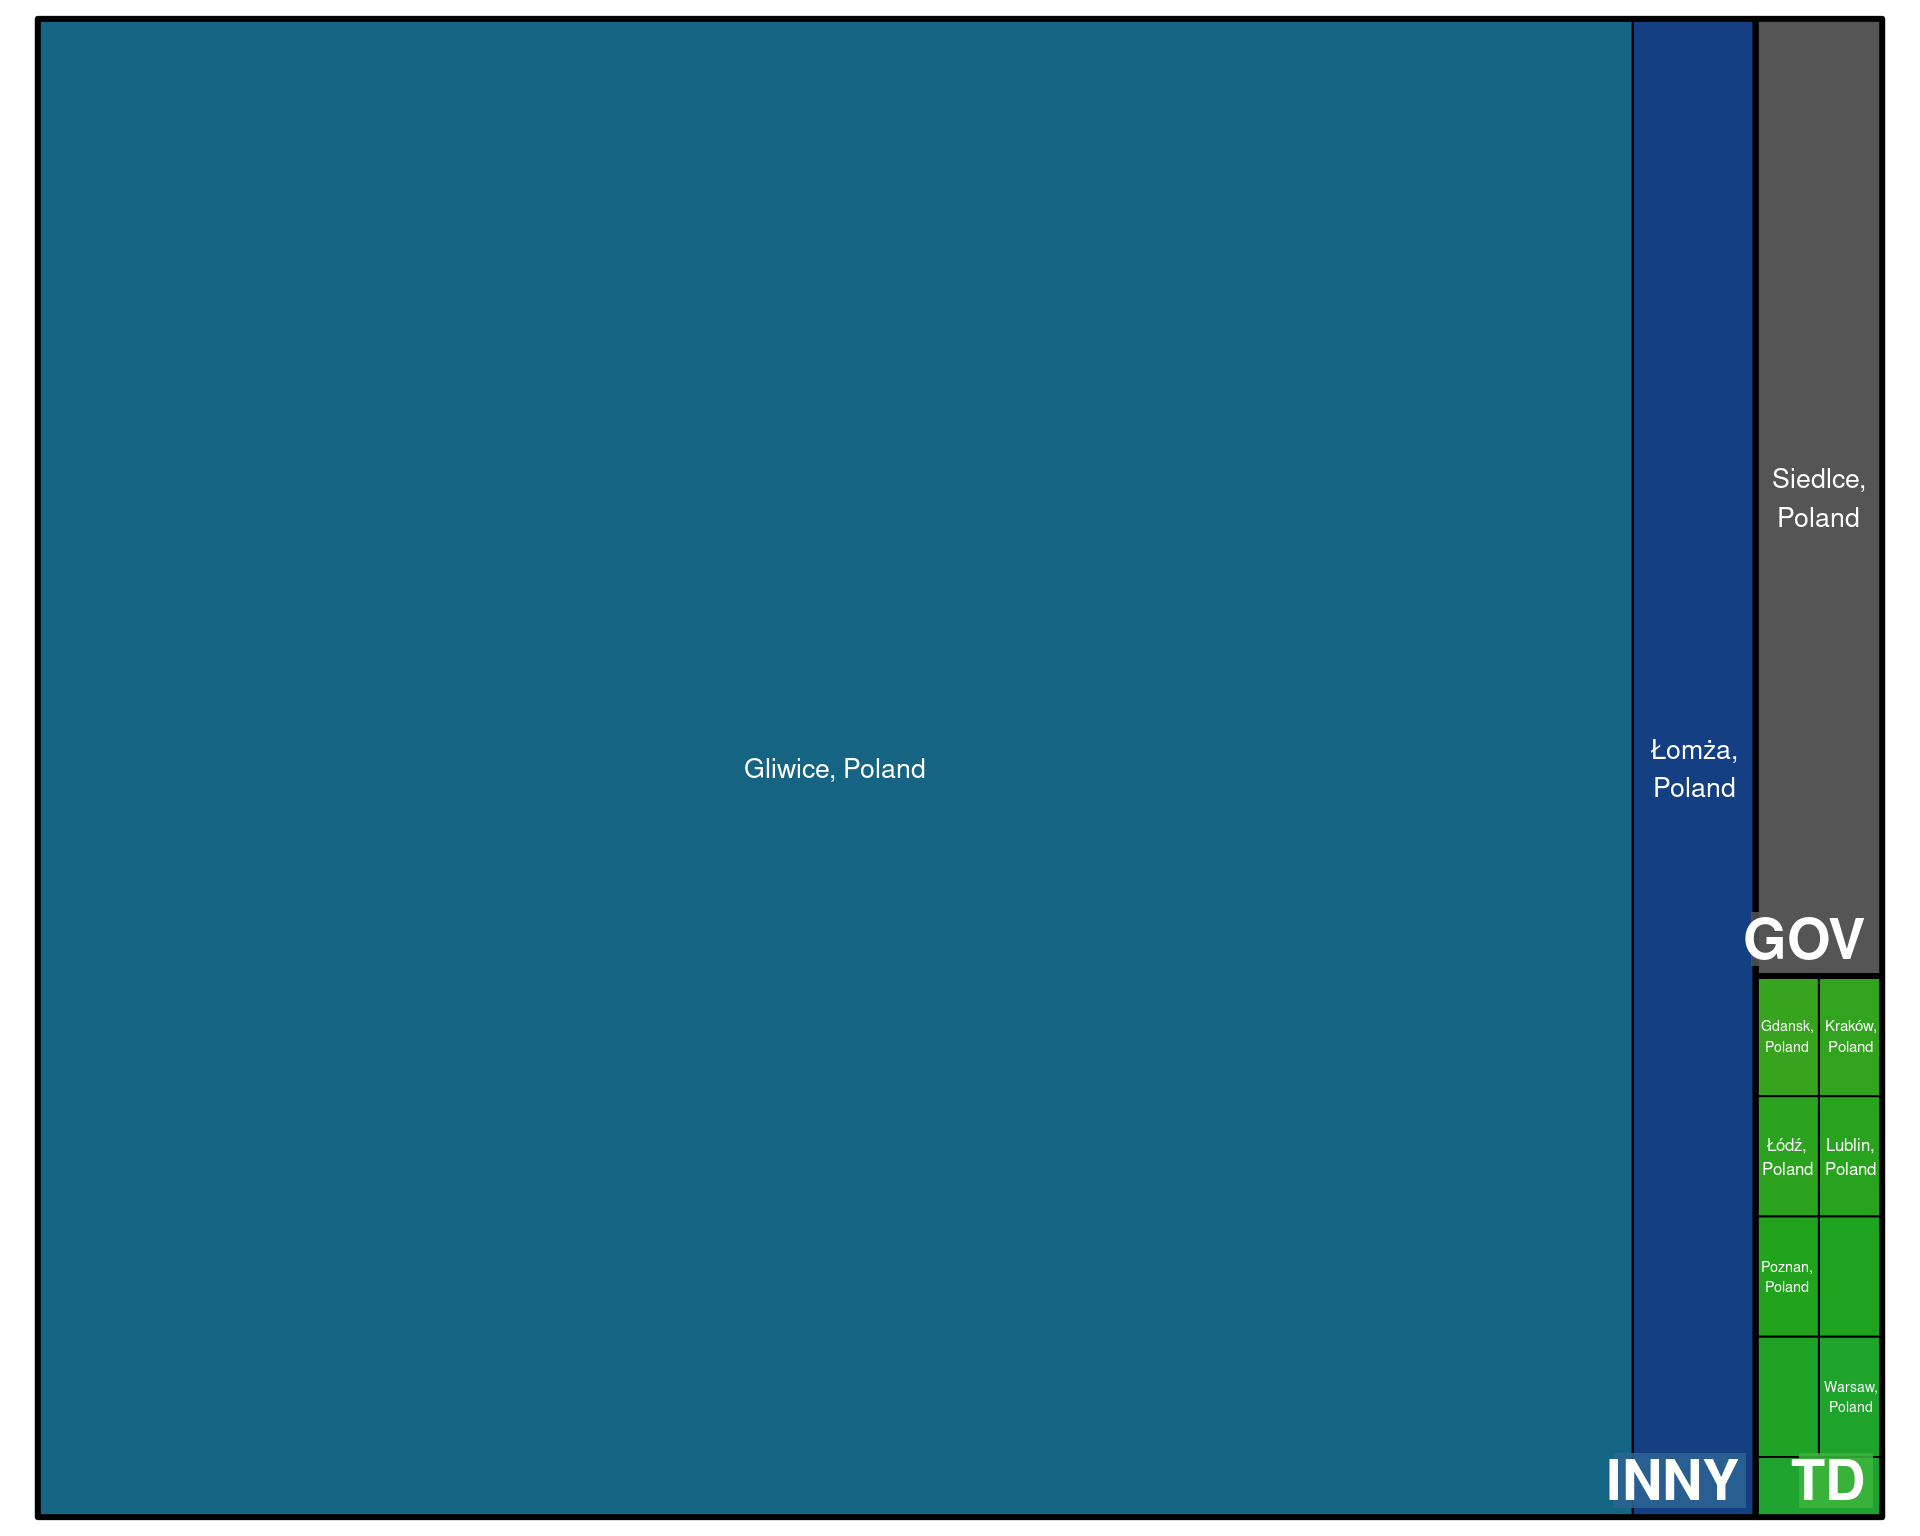 Gliwice, Poland
Łomża,
Poland
INNY
Siedlce,
Poland
GOV
Gdansk,
Poland
Kraków,
Poland
Łódź,
Poland
Lublin,
Poland
Poznan,
Poland
Warsaw,
Poland
TD